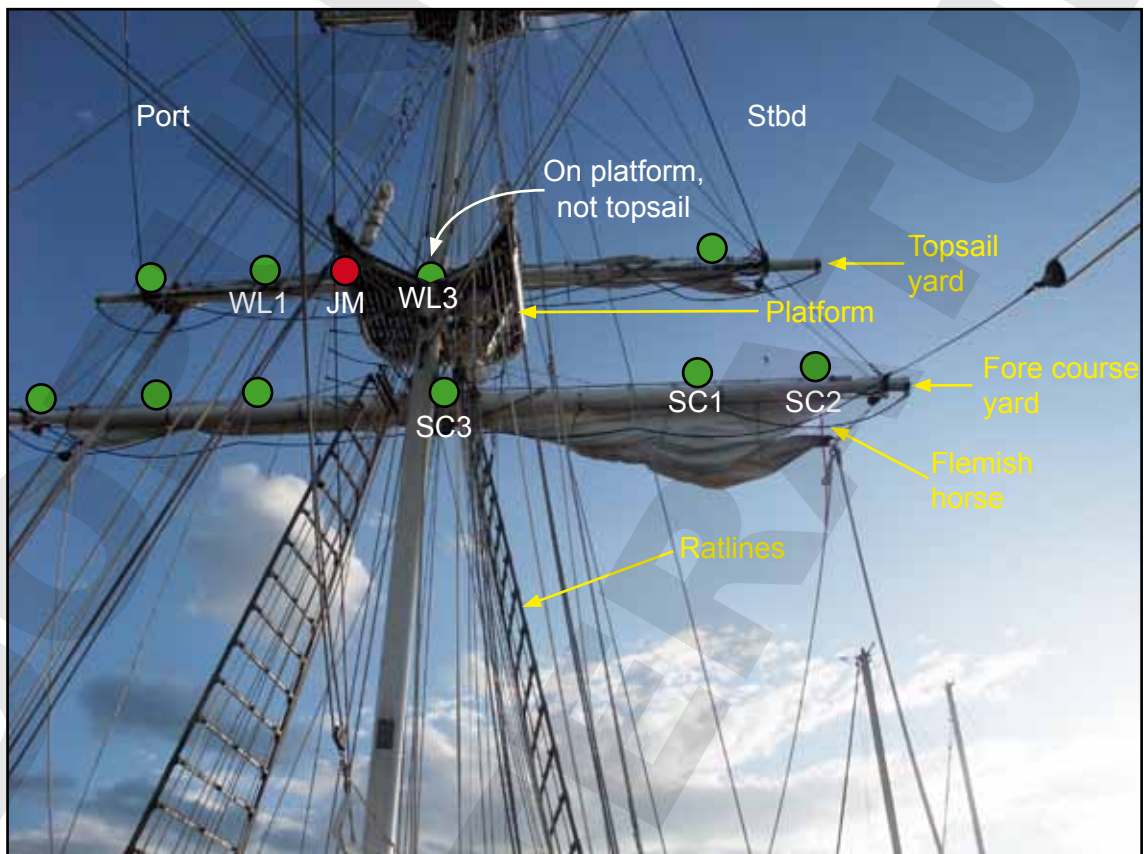 Port
Stbd
On platform,
not topsail
Topsail
yard
WL1
JM
WL3
Platform
Fore course
yard
SC3
SC1
SC2
Flemish
horse
Ratlines